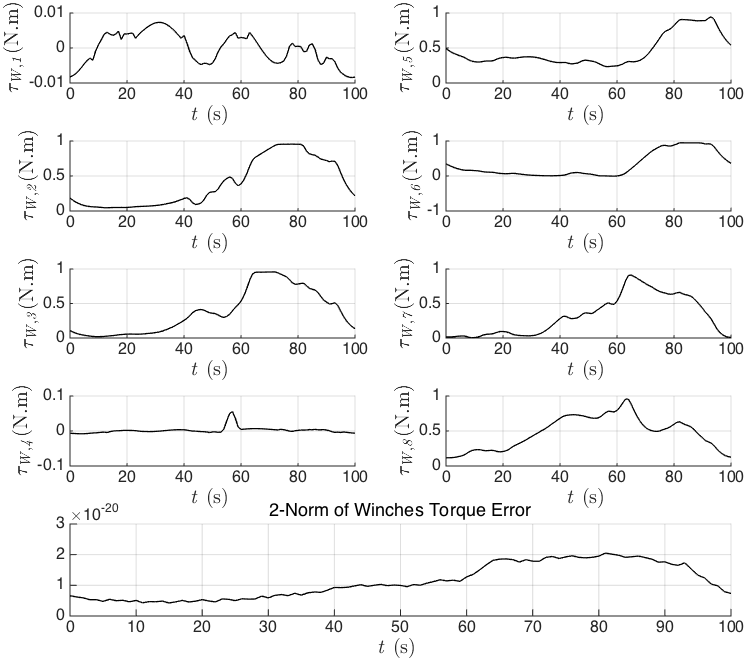 τW,1 (N.m)
0.01
0
-0.01
0 20 40 60 80 100
t (s)
τW,5 (N.m)
1
0.5
0
0 20 40 60 80 100
t (s)
τW,2 (N.m)
1
0.5
0
0 20 40 60 80 100
t (s)
τW,6 (N.m)
1
0
-1
0 20 40 60 80 100
t (s)
τW,3 (N.m)
1
0.5
0
0 20 40 60 80 100
t (s)
τW,7 (N.m)
1
0.5
0
0 20 40 60 80 100
t (s)
τW,4 (N.m)
0.1
0
-0.1
0 20 40 60 80 100
t (s)
τW,8 (N.m)
1
0.5
0
0 20 40 60 80 100
t (s)
2-Norm of Winches Torque Error
×10-20
3
2
1
0
0 10 20 30 40 50 60 70 80 90 100
t (s)